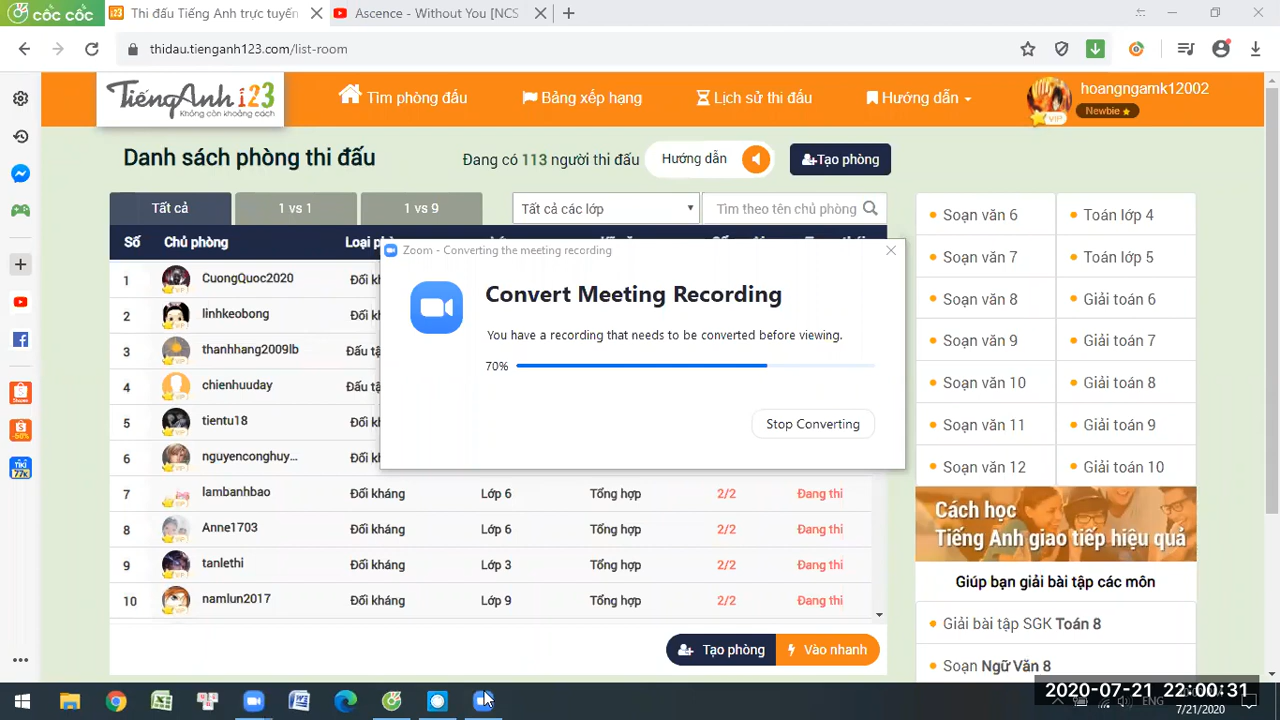 cốc cốc
Thi đấu Tiếng Anh trực tuyến
Ascence - Without You [NCS
thidau.tienganh123.com/list-room
TiếngAnh 123
Không còn khoảng cách
Tìm phòng đấu
Bảng xếp hạng
Lịch sử thi đấu
Hướng dẫn
hoangngamk12002
VIP
Newbie
Danh sách phòng thi đấu
Đang có 113 người thi đấu
Hướng dẫn
Tạo phòng
Tất cả
1 vs 1
1 vs 9
Tất cả các lớp
Tìm theo tên chủ phòng
Số
Chủ phòng
Zoom - Converting the meeting recording
Convert Meeting Recording
You have a recording that needs to be converted before viewing.
70%
Stop Converting
1 CuongQuoc2020
2 linhkeobong
3 thanhhang2009lb
4 chienhuuday
5 tientu18
6 nguyenconghuy...
7 lambanhbao Đối kháng Lớp 6 Tổng hợp 2/2 Đang thi
8 Anne1703 Đối kháng Lớp 6 Tổng hợp 2/2 Đang thi
9 tanlethi Đối kháng Lớp 3 Tổng hợp 2/2 Đang thi
10 namlun2017 Đối kháng Lớp 9 Tổng hợp 2/2 Đang thi
Tạo phòng
Vào nhanh
Soạn văn 6 Toán lớp 4
Soạn văn 7 Toán lớp 5
Soạn văn 8 Giải toán 6
Soạn văn 9 Giải toán 7
Soạn văn 10 Giải toán 8
Soạn văn 11 Giải toán 9
Soạn văn 12 Giải toán 10
Cách học
Tiếng Anh giao tiếp hiệu quả
Giúp bạn giải bài tập các môn
Giải bài tập SGK Toán 8
Soạn Ngữ Văn 8
2020-07-21 22:00:31
ENG
7/21/2020